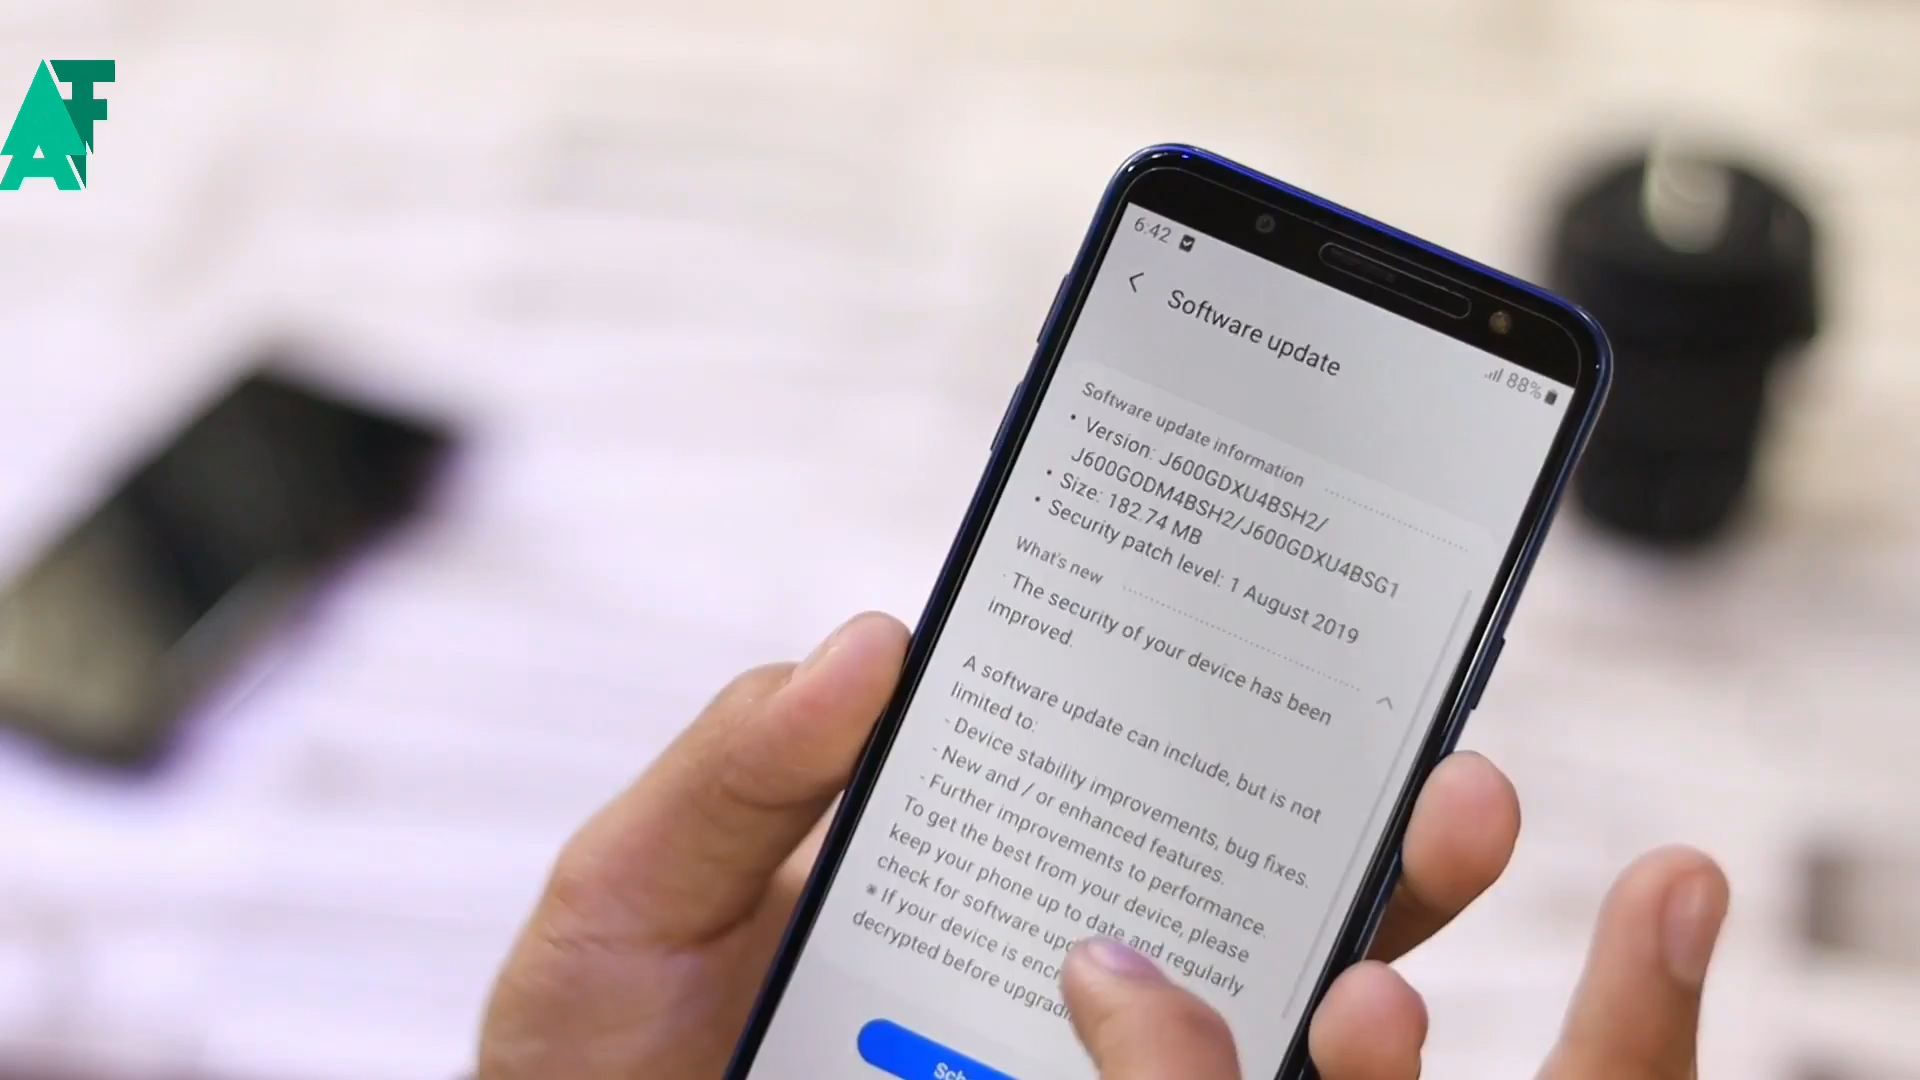 AF
6:42
88%
Software update
Software update information
• Version: J600GDXU4BSH2/
J600GODM4BSH2/J600GDXU4BSG1
• Size: 182.74 MB
• Security patch level: 1 August 2019
What's new
· The security of your device has been
improved.
A software update can include, but is not
limited to:
- Device stability improvements, bug fixes.
- New and / or enhanced features.
- Further improvements to performance.
To get the best from your device, please
keep your phone up to date and regularly
check for software
※ If your device is
decrypted before